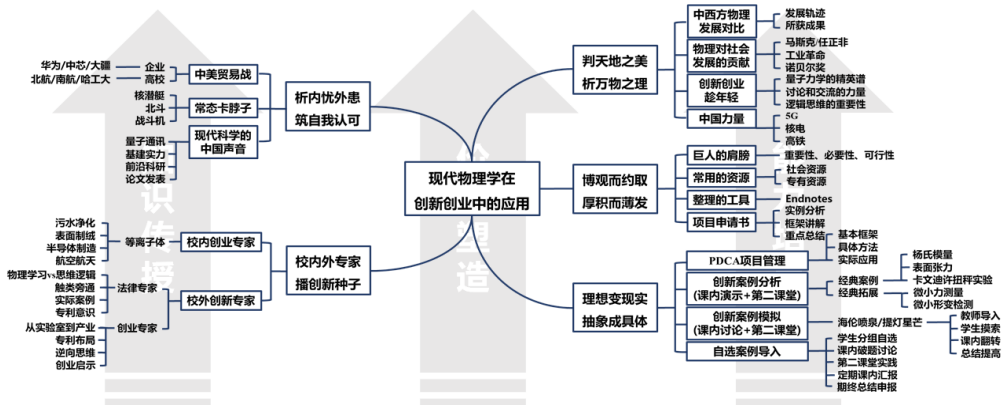 现代物理学在
创新创业中的应用
析内忧外患
筑自我认可
中美贸易战
企业
华为/中芯/大疆
高校
北航/南航/哈工大
常态卡脖子
核潜艇
北斗
战斗机
现代科学的
中国声音
量子通讯
基建实力
前沿科研
论文发表
校内外专家
播创新种子
校内创业专家
等离子体
污水净化
表面制绒
半导体制造
航空航天
校外创新专家
法律专家
物理学习vs思维逻辑
触类旁通
实际案例
专利意识
创业专家
从实验室到产业
专利布局
逆向思维
创业启示
判天地之美
析万物之理
中西方物理
发展对比
发展轨迹
所获成果
物理对社会
发展的贡献
马斯克/任正非
工业革命
诺贝尔奖
创新创业
趁年轻
量子力学的精英谱
讨论和交流的力量
逻辑思维的重要性
中国力量
5G
核电
高铁
博观而约取
厚积而薄发
巨人的肩膀
重要性、必要性、可行性
常用的资源
社会资源
专有资源
整理的工具
Endnotes
项目申请书
实例分析
框架讲解
重点总结
理想变现实
抽象成具体
PDCA项目管理
基本框架
具体方法
实际应用
创新案例分析
(课内演示+第二课堂)
经典案例
杨氏模量
表面张力
卡文迪许扭秤实验
经典拓展
微小力测量
微小形变检测
创新案例模拟
(课内讨论+第二课堂)
海伦喷泉/提灯星芒
教师导入
学生摸索
课内翻转
总结提高
自选案例导入
学生分组自选
课内破题讨论
第二课堂实践
定期课内汇报
期终总结申报
识传授
塑造